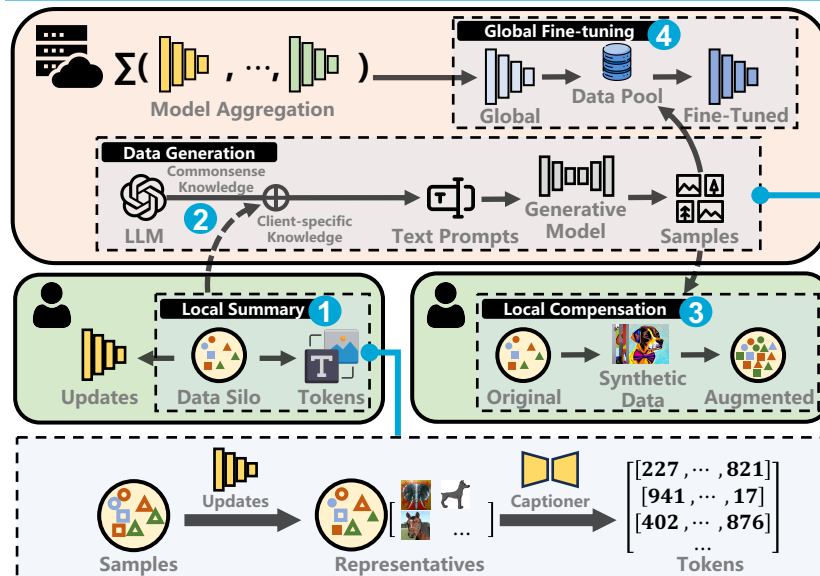 Global Fine-tuning 4
∑( , ···, )
Model Aggregation
Global
Data Pool
Fine-Tuned
Data Generation
Commonsense
Knowledge
2
Client-specific
Knowledge
LLM
T
Text Prompts
Generative
Model
Samples
Local Summary 1
T
Updates
Data Silo
Tokens
Local Compensation 3
Original
Synthetic
Data
Augmented
Updates
Captioner
[227 , ··· , 821]
[941 , ··· , 17]
[402 , ··· , 876]
...
[ ... ]
Samples
Representatives
Tokens